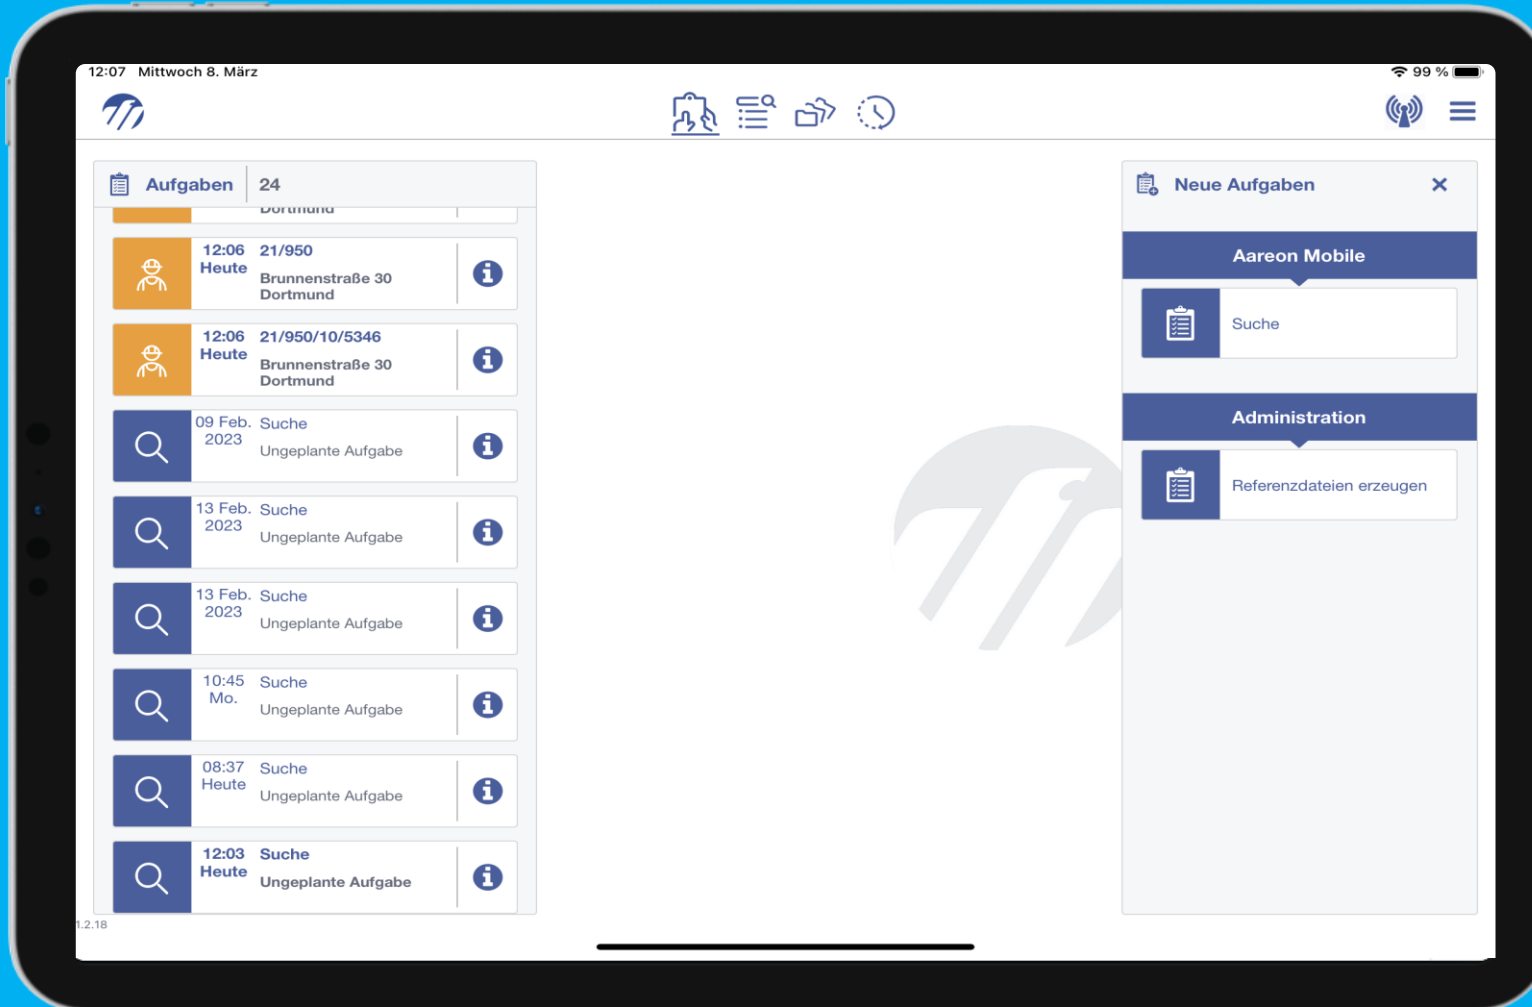 12:07 Mittwoch 8. März
99 %
Aufgaben 24
Dortmund
12:06 21/950
Heute
Brunnenstraße 30
Dortmund
12:06 21/950/10/5346
Heute
Brunnenstraße 30
Dortmund
09 Feb. Suche
2023
Ungeplante Aufgabe
13 Feb. Suche
2023
Ungeplante Aufgabe
13 Feb. Suche
2023
Ungeplante Aufgabe
10:45 Suche
Mo.
Ungeplante Aufgabe
08:37 Suche
Heute
Ungeplante Aufgabe
12:03 Suche
Heute
Ungeplante Aufgabe
1.2.18
Neue Aufgaben
Aareon Mobile
Suche
Administration
Referenzdateien erzeugen